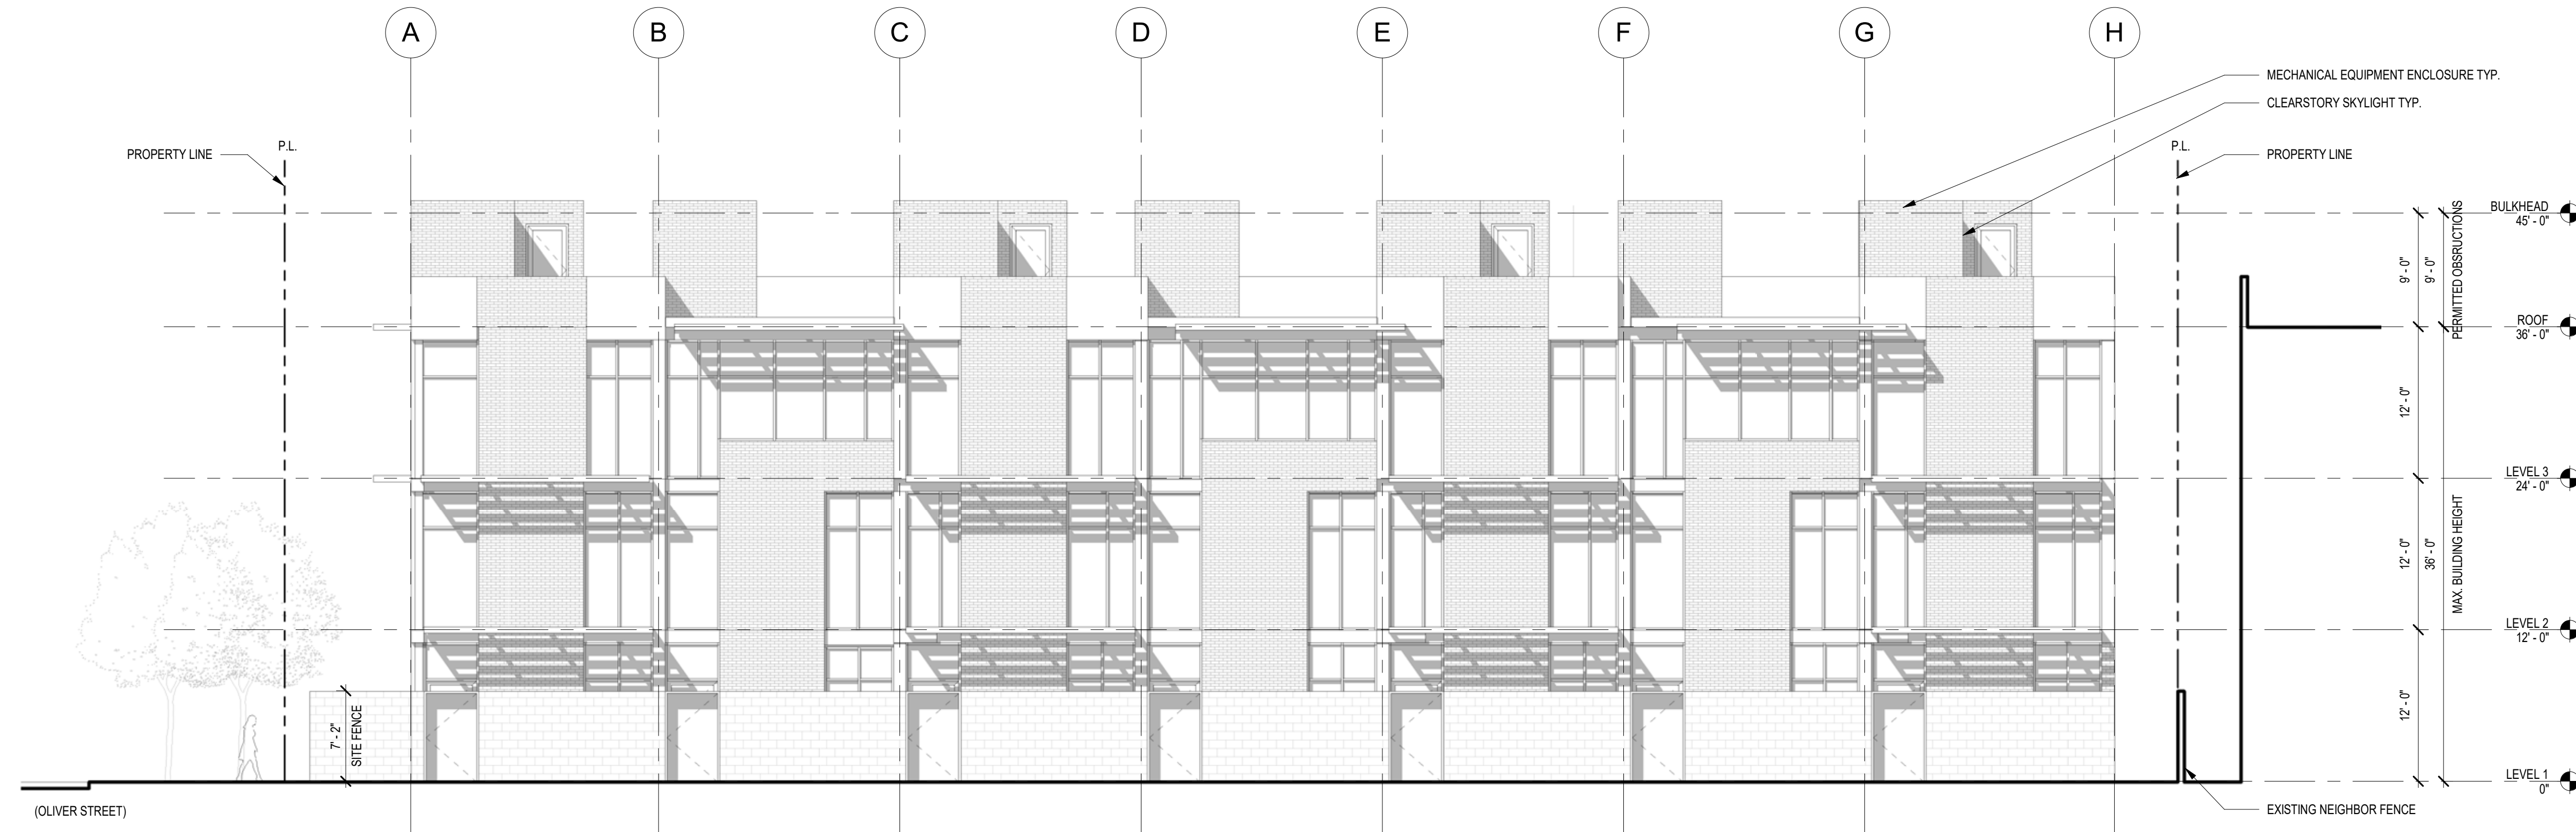 A B C D E F G H
MECHANICAL EQUIPMENT ENCLOSURE TYP.
CLEARSTORY SKYLIGHT TYP.
P.L.
PROPERTY LINE
P.L.
PROPERTY LINE
BULKHEAD
45' - 0"
9' - 0"
9' - 0"
PERMITTED OBSRUCTIONS
ROOF
36' - 0"
12' - 0"
LEVEL 3
24' - 0"
12' - 0"
36' - 0"
MAX. BUILDING HEIGHT
LEVEL 2
12' - 0"
12' - 0"
7' - 2"
SITE FENCE
LEVEL 1
0"
(OLIVER STREET)
EXISTING NEIGHBOR FENCE